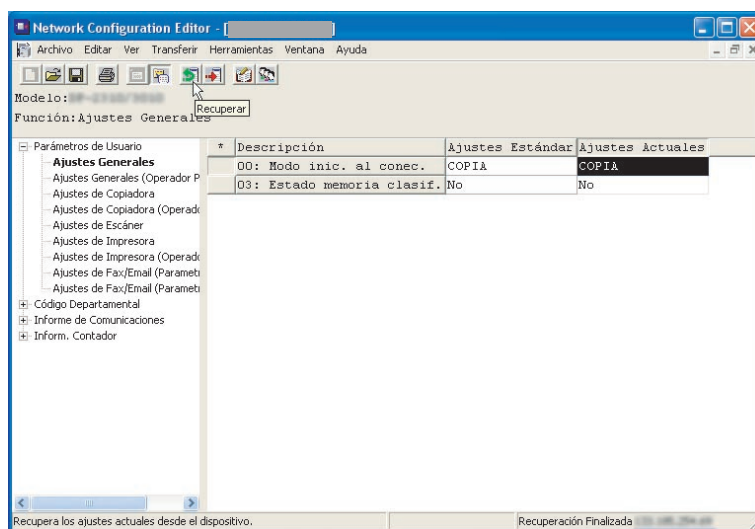 Network Configuration Editor - [ ]
Archivo Editar Ver Transferir Herramientas Ventana Ayuda
Modelo:
Recuperar
Función:Ajustes Generales
Parámetros de Usuario
Ajustes Generales
Ajustes Generales (Operador P
Ajustes de Copiadora
Ajustes de Copiadora (Operado
Ajustes de Escáner
Ajustes de Impresora
Ajustes de Impresora (Operado
Ajustes de Fax/Email (Parametr
Ajustes de Fax/Email (Parametr
Código Departamental
Informe de Comunicaciones
Inform. Contador
* Descripción Ajustes Estándar Ajustes Actuales
00: Modo inic. al conec. COPIA COPIA
03: Estado memoria clasif. No No
Recupera los ajustes actuales desde el dispositivo. Recuperación Finalizada